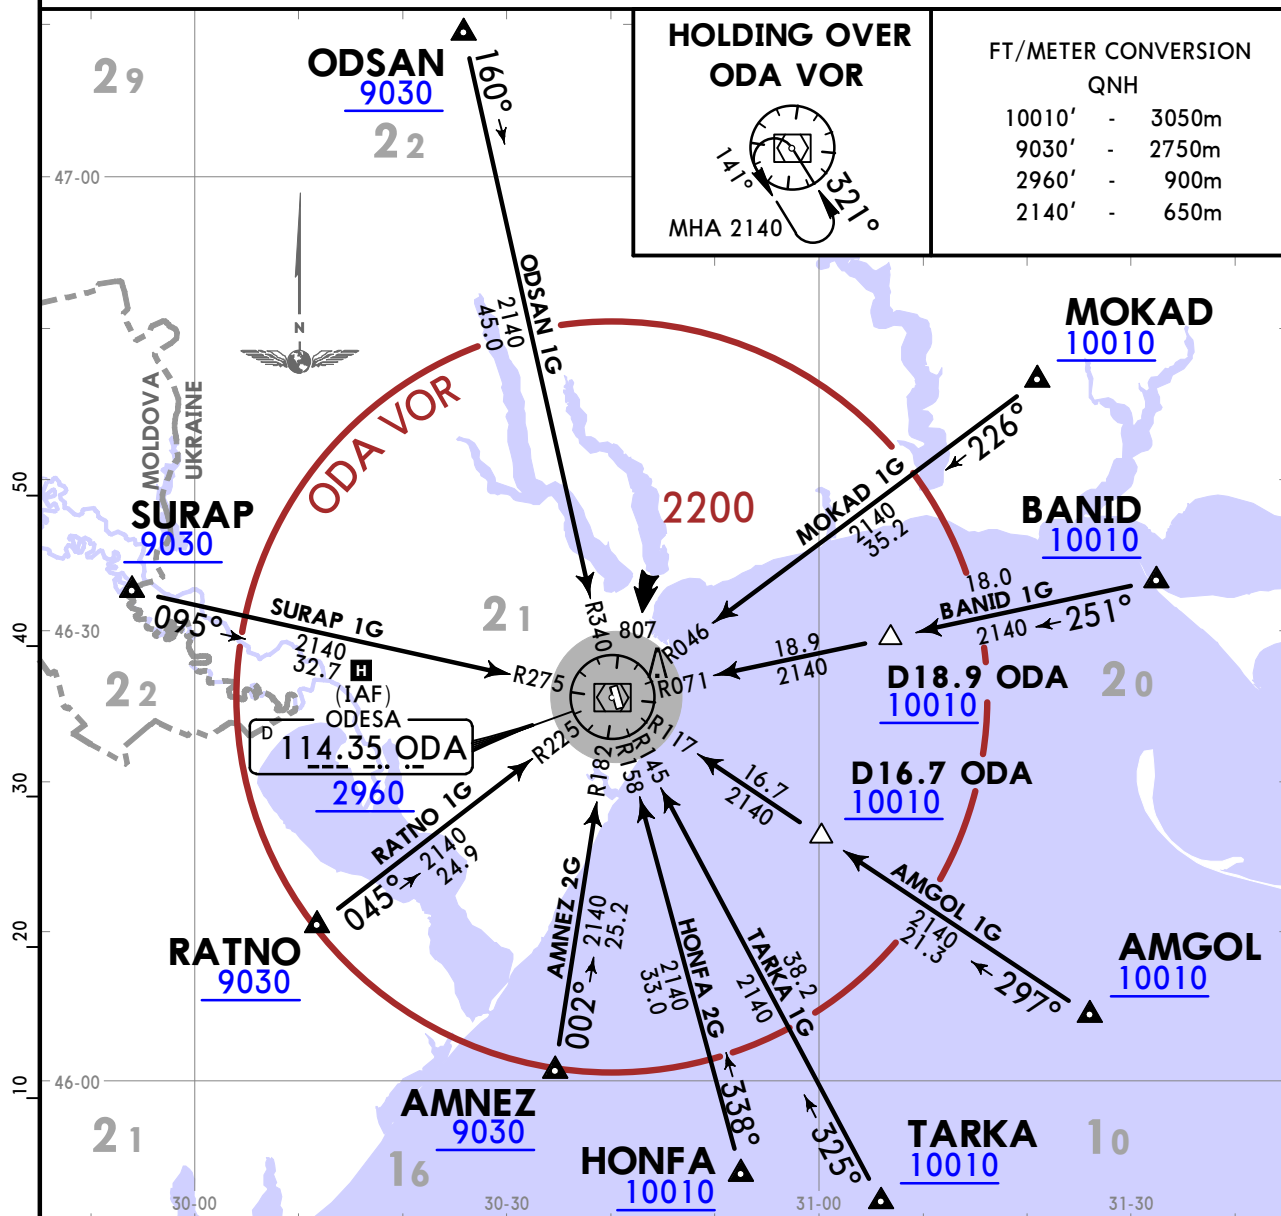 HOLDING OVER
ODA VOR
141°
321°
MHA 2140
FT/METER CONVERSION
QNH
10010' - 3050m
9030' - 2750m
2960' - 900m
2140' - 650m
29
ODSAN
9030
22
160°
47-00
ODSAN 1G
2140
45.0
N
MOLDOVA
UKRAINE
ODA VOR
MOKAD
10010
226°
MOKAD 1G
2140
35.2
2200
50
SURAP
9030
095°
SURAP 1G
2140
32.7
21
BANID
10010
251°
18.0
BANID 1G
2140
18.9
2140
D18.9 ODA
10010
20
40
46-30
R340
807
R046
R071
R275
R117
R225
R182
R158
R145
22
H
(IAF)
ODESA
D
114.35 ODA
2960
30
D16.7 ODA
10010
16.7
2140
RATNO 1G
2140
24.9
045°
RATNO
9030
20
AMNEZ 2G
2140
25.2
002°
HONFA 2G
2140
33.0
TARKA 1G
38.2
2140
AMGOL 1G
2140
21.3
297°
AMGOL
10010
10
46-00
AMNEZ
9030
338°
325°
21
16
HONFA
10010
TARKA
10010
10
30-00
30-30
31-00
31-30